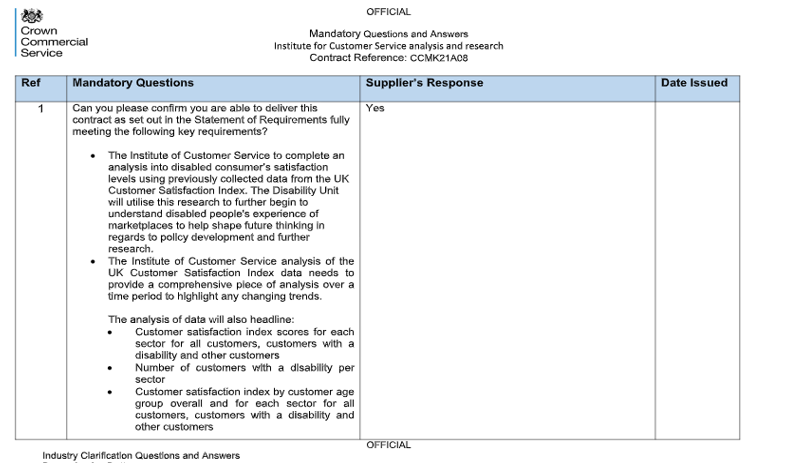 OFFICIAL
Crown
Commercial
Service
Mandatory Questions and Answers
Institute for Customer Service analysis and research
Contract Reference: CCMK21A08
Ref Mandatory Questions Supplier's Response Date Issued
1 Can you please confirm you are able to deliver this Yes
contract as set out in the Statement of Requirements fully
meeting the following key requirements?
• The Institute of Customer Service to complete an
analysis into disabled consumer's satisfaction
levels using previously collected data from the UK
Customer Satisfaction Index. The Disability Unit
will utilise this research to further begin to
understand disabled people's experience of
marketplaces to help shape future thinking in
regards to policy development and further
research.
• The Institute of Customer Service analysis of the
UK Customer Satisfaction Index data needs to
provide a comprehensive piece of analysis over a
time period to highlight any changing trends.
The analysis of data will also headline:
• Customer satisfaction index scores for each
sector for all customers, customers with a
disability and other customers
• Number of customers with a disability per
sector
• Customer satisfaction index by customer age
group overall and for each sector for all
customers, customers with a disability and
other customers
OFFICIAL
Industry Clarification Questions and Answers